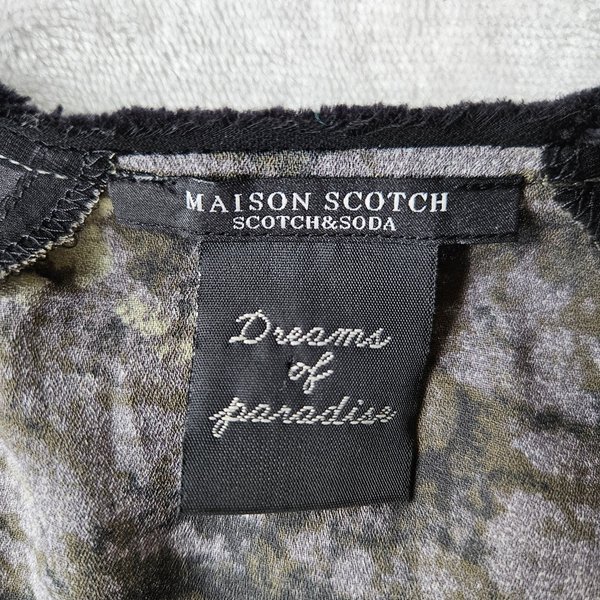 MAISON SCOTCH
SCOTCH&SODA
Dreams
of
paradise